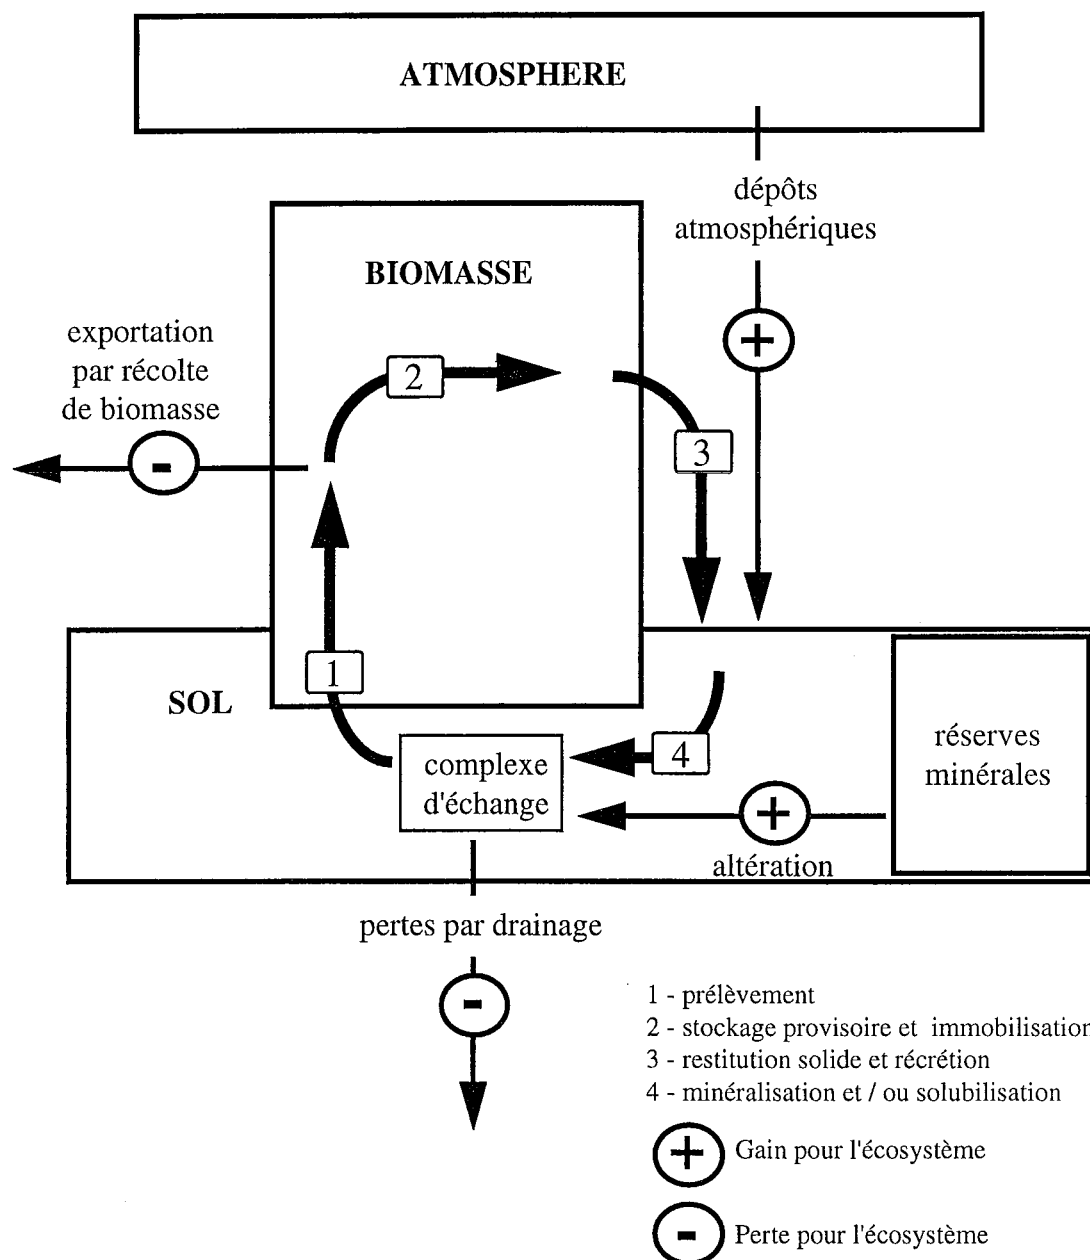 ATMOSPHERE
dépôts
atmosphériques
BIOMASSE
+
exportation
par récolte
de biomasse
2
3
-
1
SOL
4
complexe
d'échange
réserves
minérales
+
altération
pertes par drainage
-
1 - prélèvement
2 - stockage provisoire et immobilisation
3 - restitution solide et récrétion
4 - minéralisation et / ou solubilisation
+ Gain pour l'écosystème
- Perte pour l'écosystème